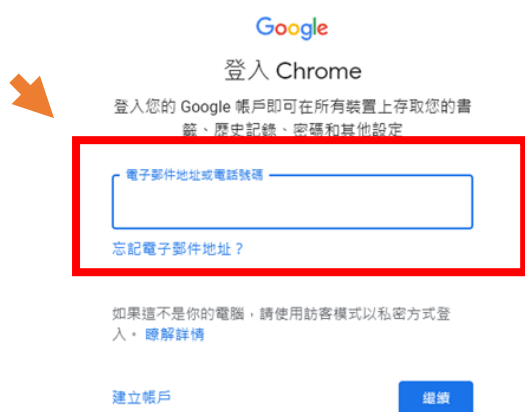 Google
登入 Chrome
登入您的 Google 帳戶即可在所有裝置上存取您的書
籤、歷史記錄、密碼和其他設定
電子郵件地址或電話號碼
忘記電子郵件地址？
如果這不是你的電腦，請使用訪客模式以私密方式登
入。瞭解詳情
建立帳戶
繼續